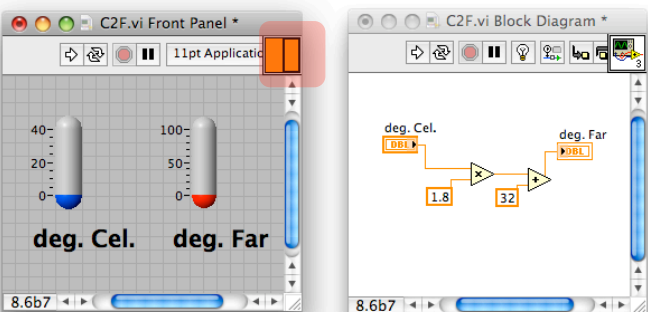 C2F.vi Front Panel *
11pt Applicatio
40
20
0
deg. Cel.
100
50
0
deg. Far
8.6b7
C2F.vi Block Diagram *
3
deg. Cel.
DBL
1.8
x
32
+
deg. Far
DBL
8.6b7